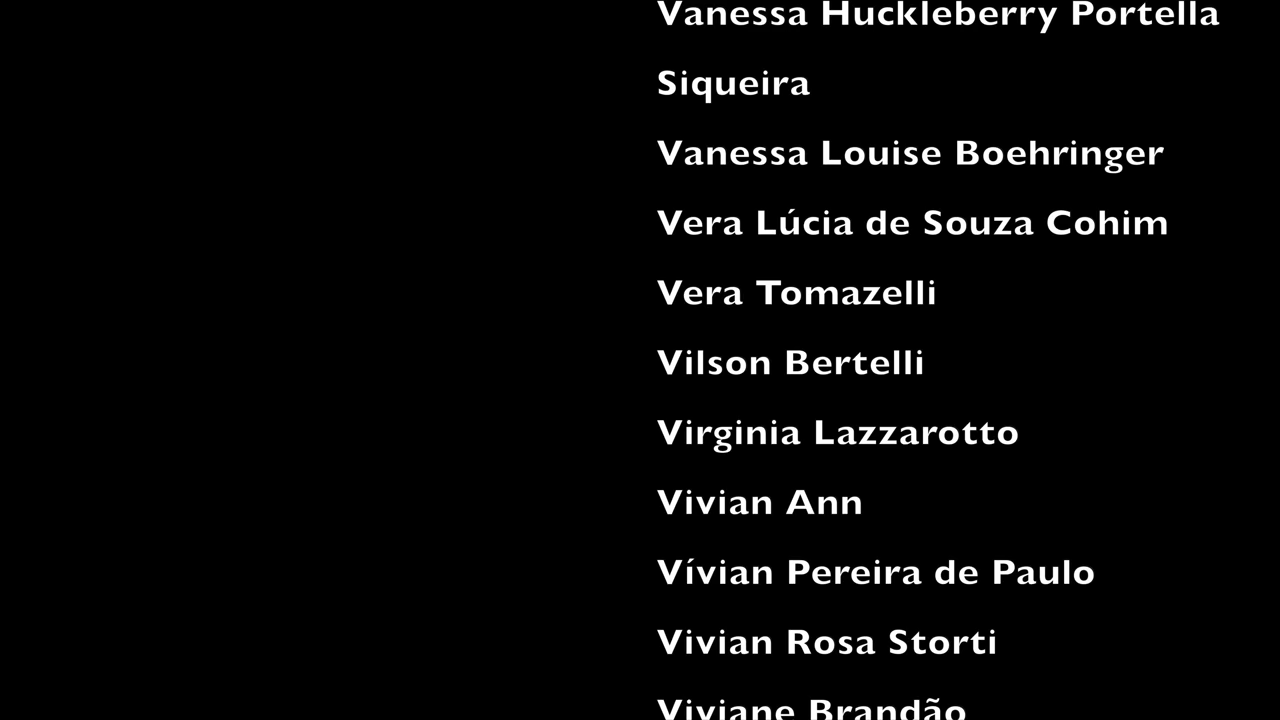 Vanessa Huckleberry Portella
Siqueira
Vanessa Louise Boehringer
Vera Lúcia de Souza Cohim
Vera Tomazelli
Vilson Bertelli
Virginia Lazzarotto
Vivian Ann
Vívian Pereira de Paulo
Vivian Rosa Storti
Viviane Brandão